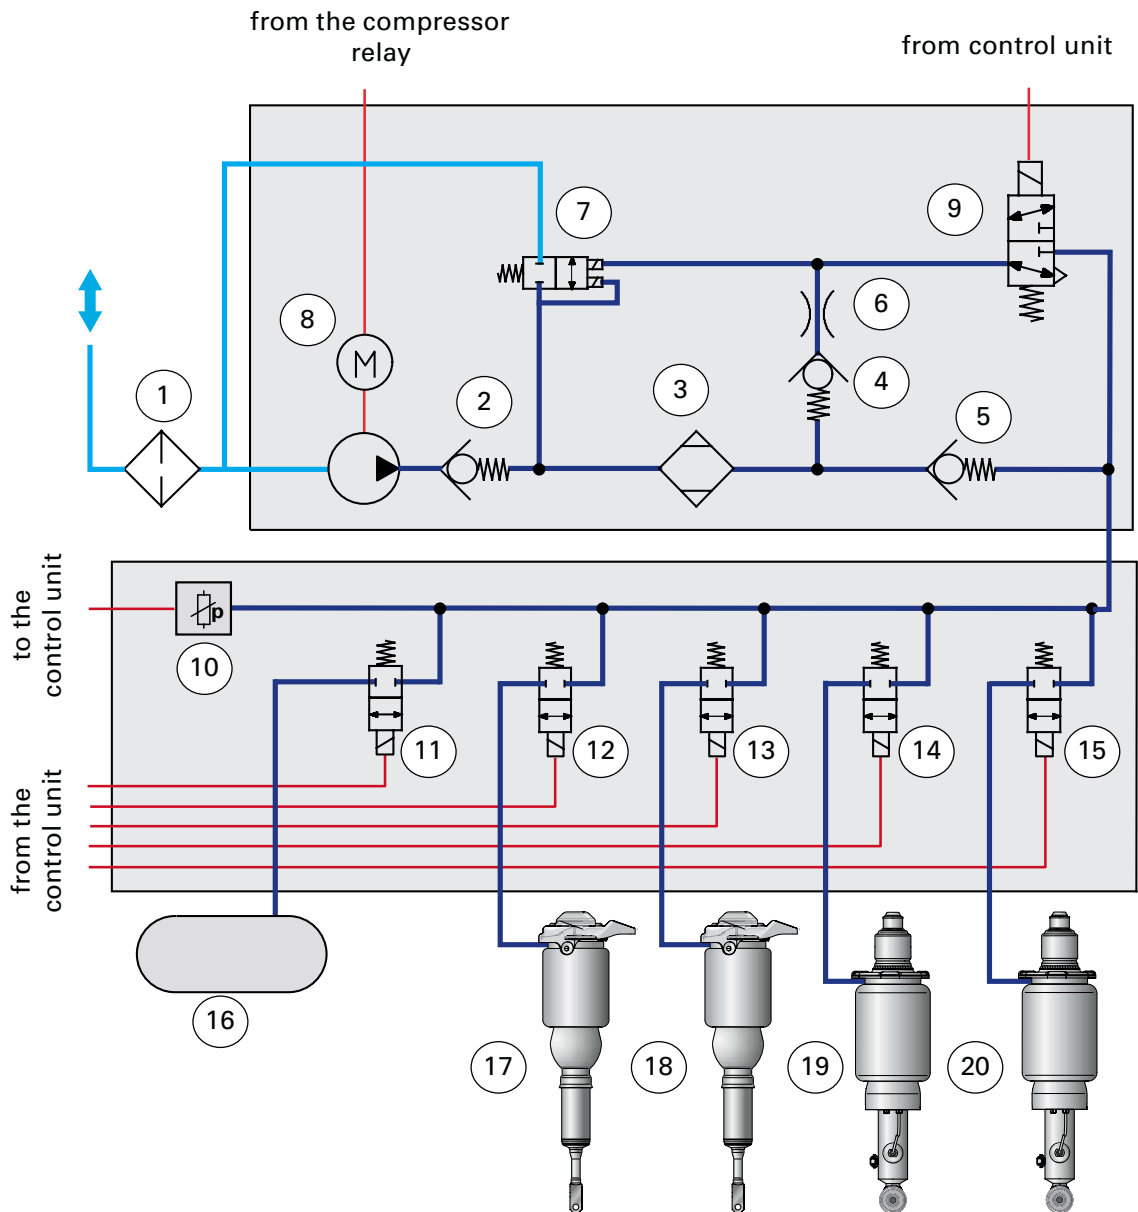 from the compressor
relay
from control unit
7
9
8
6
1
2
3
4
5
M
to the
control unit
p
10
11
12
13
14
15
from the
control unit
16
17
18
19
20